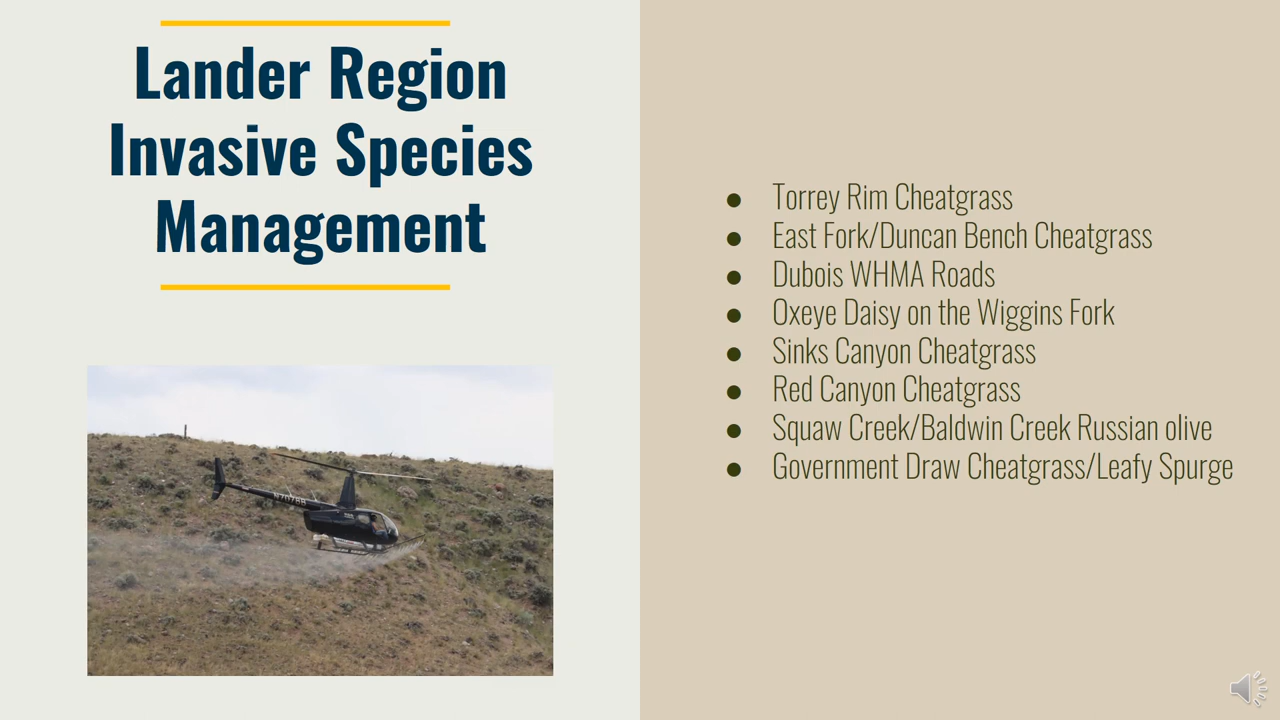 Lander Region
Invasive Species
Management
● Torrey Rim Cheatgrass
● East Fork/Duncan Bench Cheatgrass
● Dubois WHMA Roads
● Oxeye Daisy on the Wiggins Fork
● Sinks Canyon Cheatgrass
● Red Canyon Cheatgrass
● Squaw Creek/Baldwin Creek Russian olive
● Government Draw Cheatgrass/Leafy Spurge